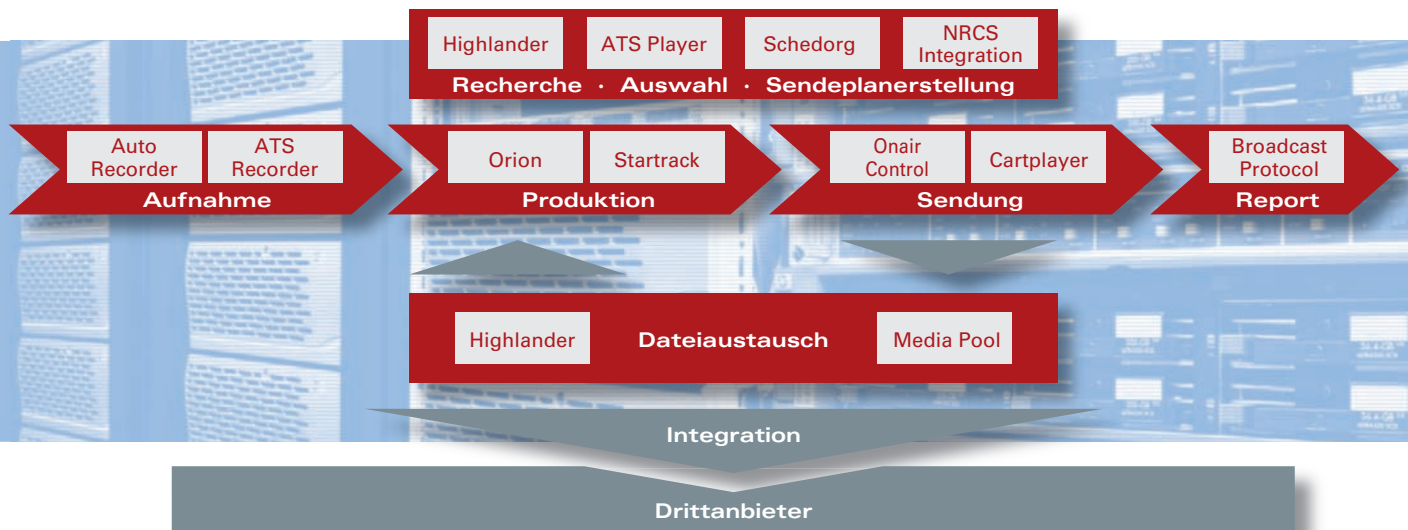 Highlander
ATS Player
Schedorg
NRCS
Integration
Recherche · Auswahl · Sendeplanerstellung
Auto
Recorder
ATS
Recorder
Aufnahme
Orion
Startrack
Produktion
Onair
Control
Cartplayer
Sendung
Broadcast
Protocol
Report
Highlander
Dateiaustausch
Media Pool
Integration
Drittanbieter